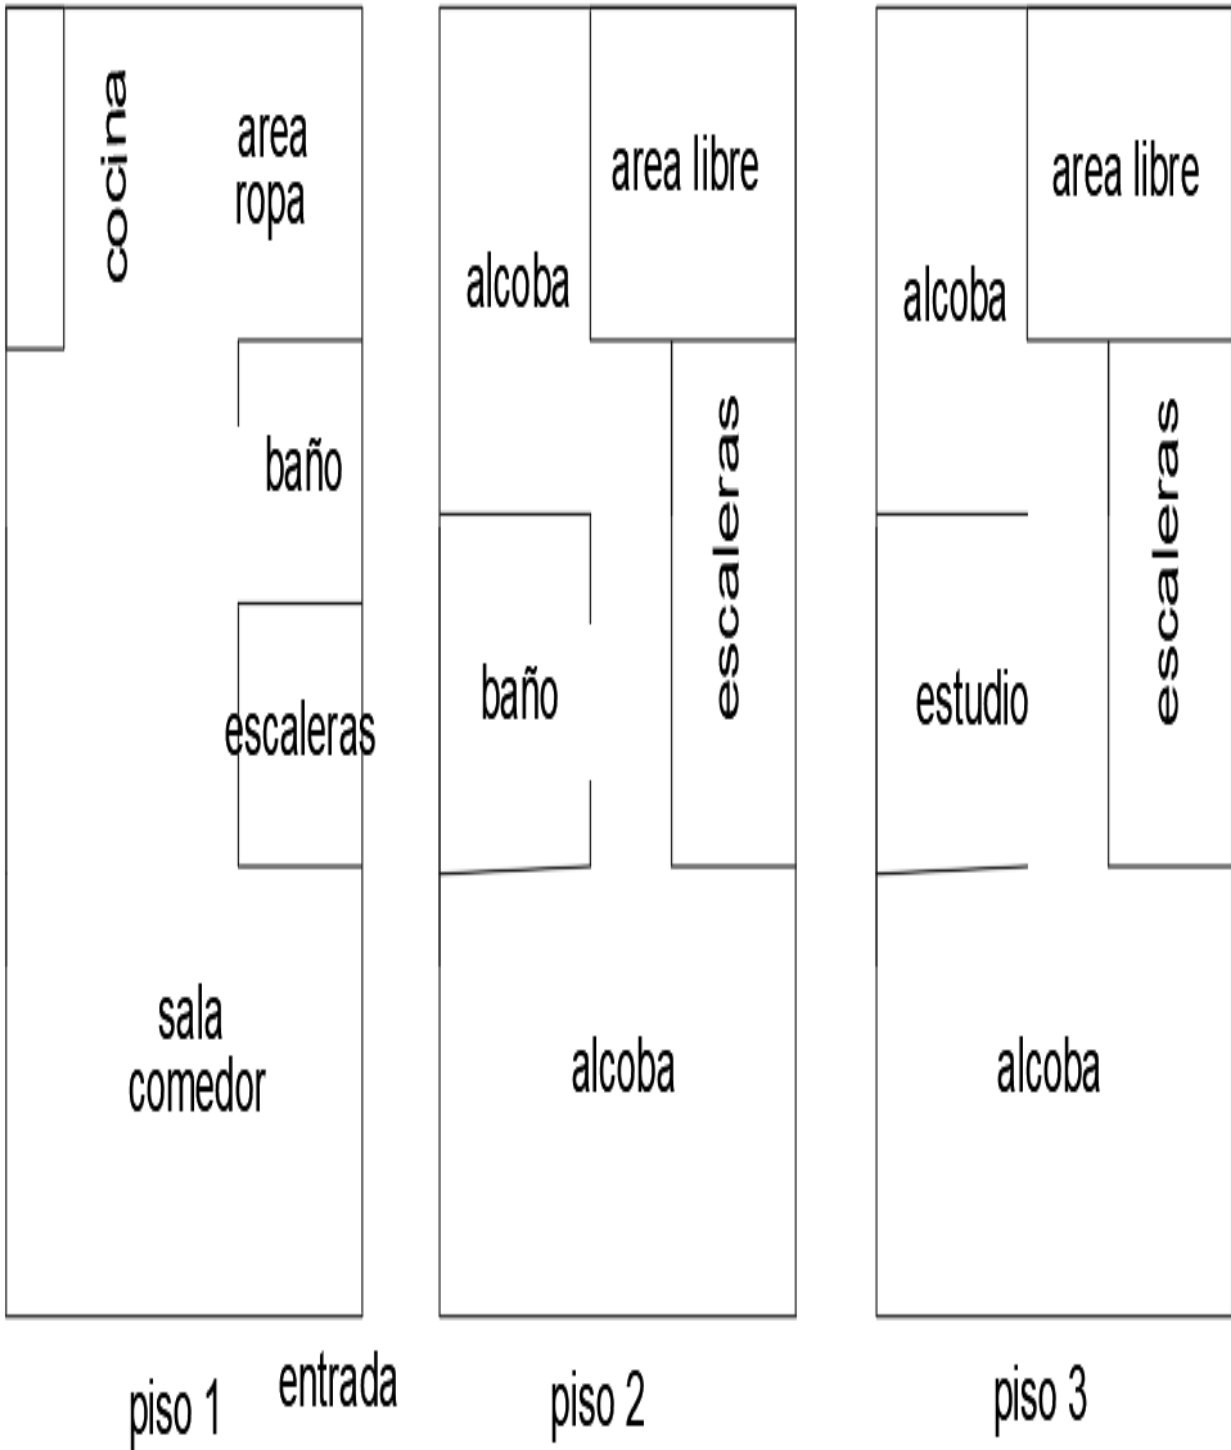 cocina
area
ropa
baño
escaleras
sala
comedor
piso 1
entrada
area libre
alcoba
escaleras
baño
alcoba
piso 2
area libre
alcoba
escaleras
estudio
alcoba
piso 3